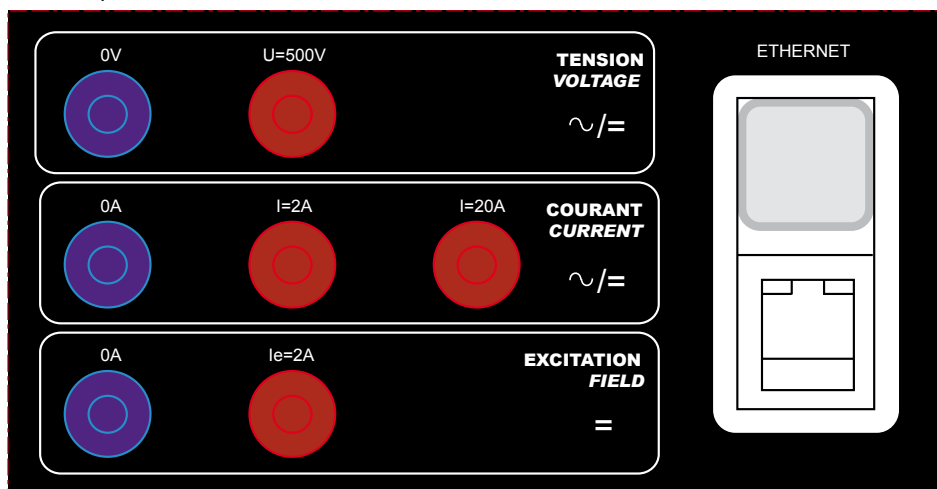 0V
U=500V
TENSION
VOLTAGE
∿/=
ETHERNET
0A
I=2A
I=20A
COURANT
CURRENT
∿/=
0A
Ie=2A
EXCITATION
FIELD
=